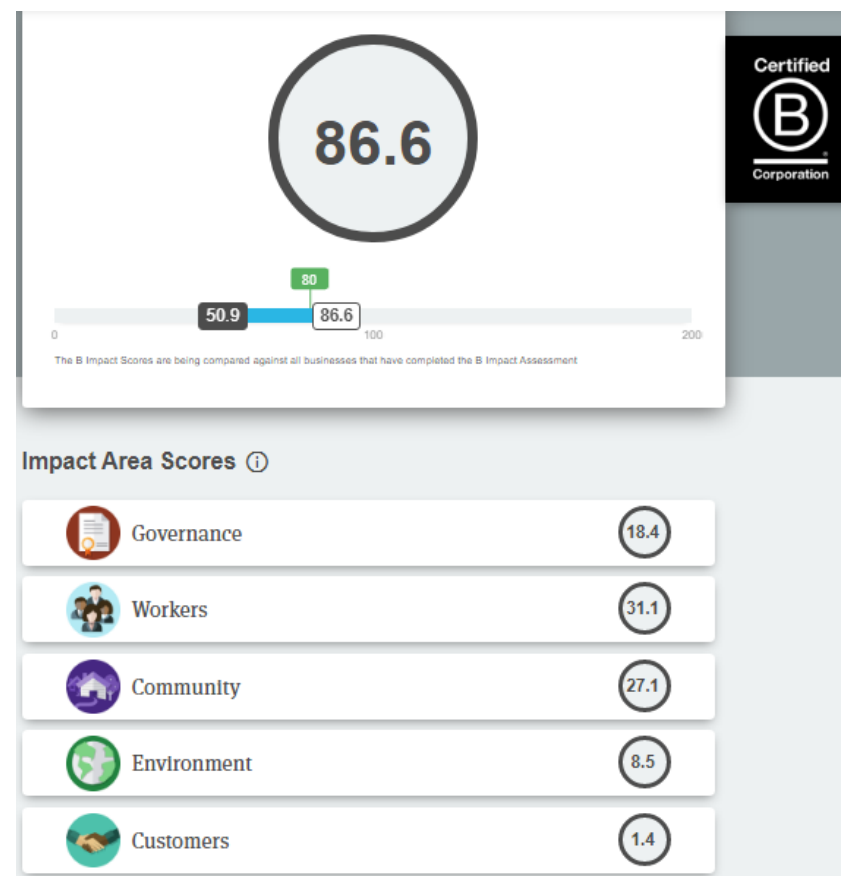 86.6
Certified
B
Corporation
80
50.9
86.6
0
100
200
The B Impact Scores are being compared against all businesses that have completed the B Impact Assessment
Impact Area Scores
Governance 18.4
Workers 31.1
Community 27.1
Environment 8.5
Customers 1.4